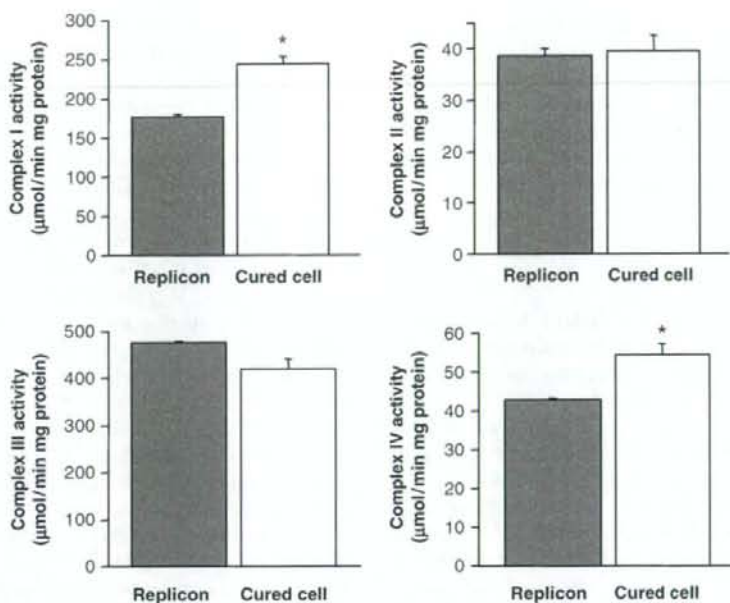 Complex I activity
(μmol/min mg protein)
300
250
200
150
100
50
0
*
Replicon Cured cell
Complex II activity
(μmol/min mg protein)
40
30
20
10
0
Replicon Cured cell
Complex III activity
(μmol/min mg protein)
500
400
300
200
100
0
Replicon Cured cell
Complex IV activity
(μmol/min mg protein)
60
50
40
30
20
10
0
*
Replicon Cured cell